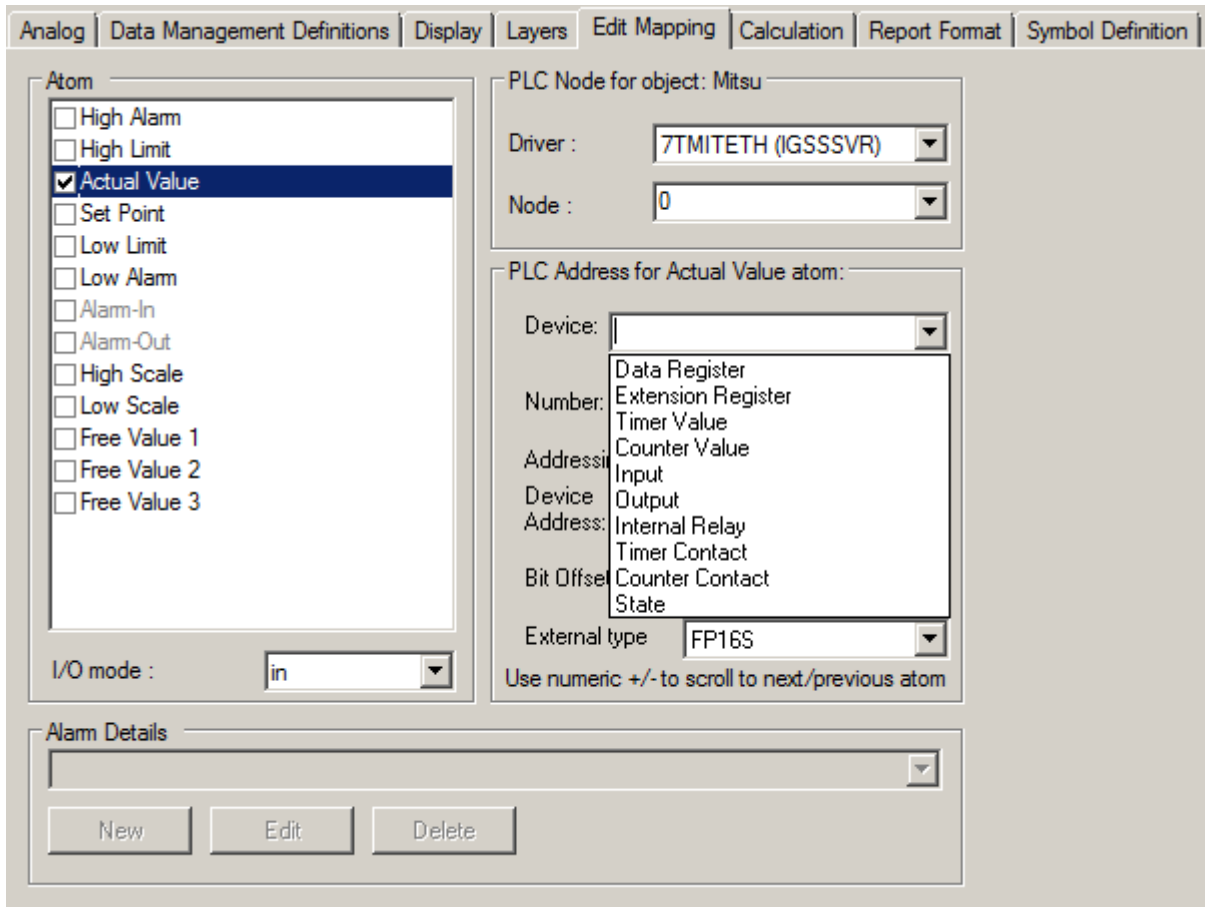 Analog
Data Management Definitions
Display
Layers
Edit Mapping
Calculation
Report Format
Symbol Definition
Atom
High Alarm
High Limit
Actual Value
Set Point
Low Limit
Low Alarm
Alarm-In
Alarm-Out
High Scale
Low Scale
Free Value 1
Free Value 2
Free Value 3
I/O mode :
in
PLC Node for object: Mitsu
Driver :
7TMITETH (IGSSSVR)
Node :
0
PLC Address for Actual Value atom:
Device:
Data Register
Extension Register
Timer Value
Counter Value
Input
Output
Internal Relay
Timer Contact
Counter Contact
State
Number:
Device
Address:
Bit Offset
External type
FP16S
Use numeric +/- to scroll to next/previous atom
Alarm Details
New
Edit
Delete